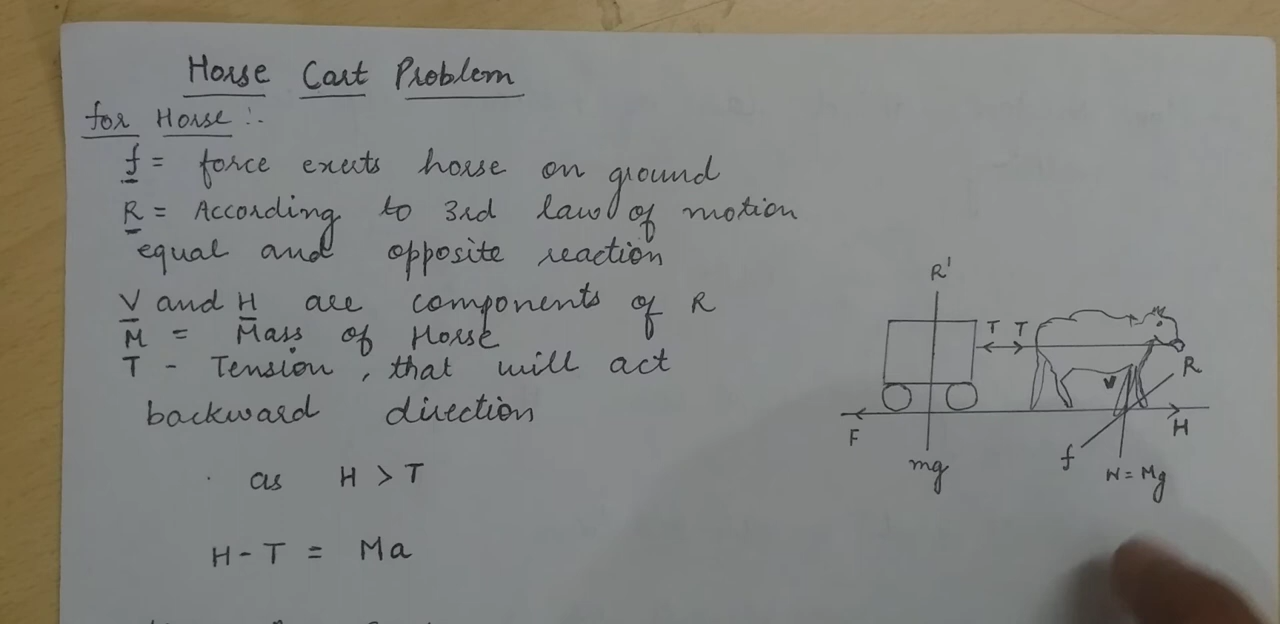 Horse Cart Problem
for Horse :-
f = force exerts horse on ground
R = According to 3rd law of motion
equal and opposite reaction
V and H are components of R
M = Mass of Horse
T - Tension, that will act
backward direction
as H > T
H - T = Ma
R'
T T
R
V
F
H
f
mg
W = Mg